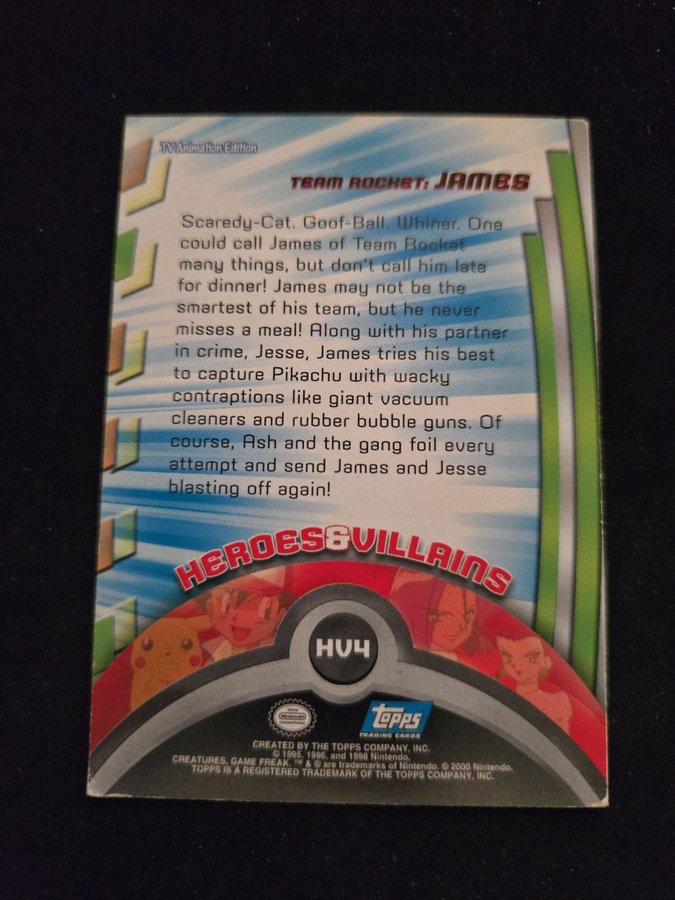 TV Animation Edition
TEAM ROCKET: JAMES
Scaredy-Cat. Goof-Ball. Whiner. One
could call James of Team Rocket
many things, but don't call him late
for dinner! James may not be the
smartest of his team, but he never
misses a meal! Along with his partner
in crime, Jesse, James tries his best
to capture Pikachu with wacky
contraptions like giant vacuum
cleaners and rubber bubble guns. Of
course, Ash and the gang foil every
attempt and send James and Jesse
blasting off again!
HEROES&VILLAINS
HV4
Nintendo
topps
TRADING CARDS
CREATED BY THE TOPPS COMPANY, INC.
© 1995, 1996, and 1998 Nintendo,
CREATURES, GAME FREAK. ™ & ® are trademarks of Nintendo. © 2000 Nintendo.
TOPPS IS A REGISTERED TRADEMARK OF THE TOPPS COMPANY, INC.